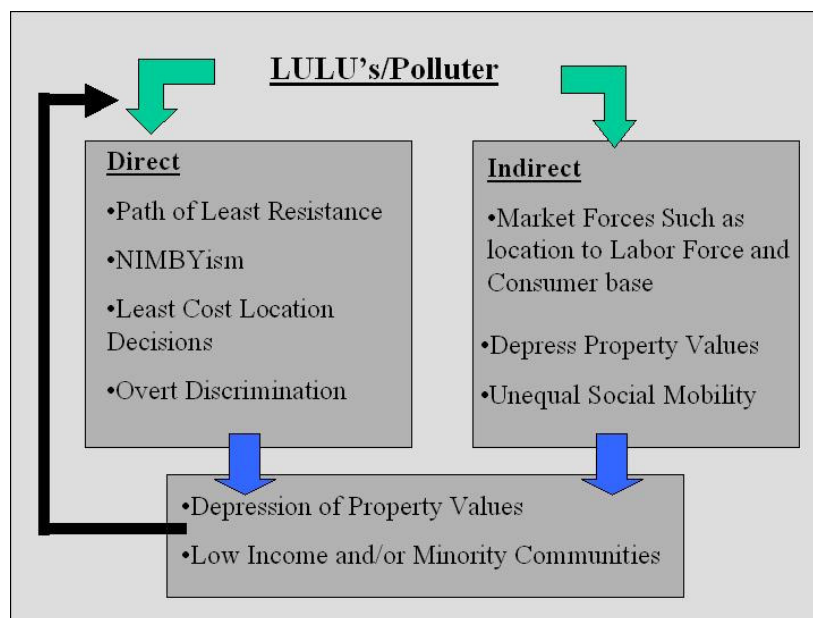 LULU's/Polluter
Direct
•Path of Least Resistance
•NIMBYism
•Least Cost Location
Decisions
•Overt Discrimination
Indirect
•Market Forces Such as
location to Labor Force and
Consumer base
•Depress Property Values
•Unequal Social Mobility
•Depression of Property Values
•Low Income and/or Minority Communities